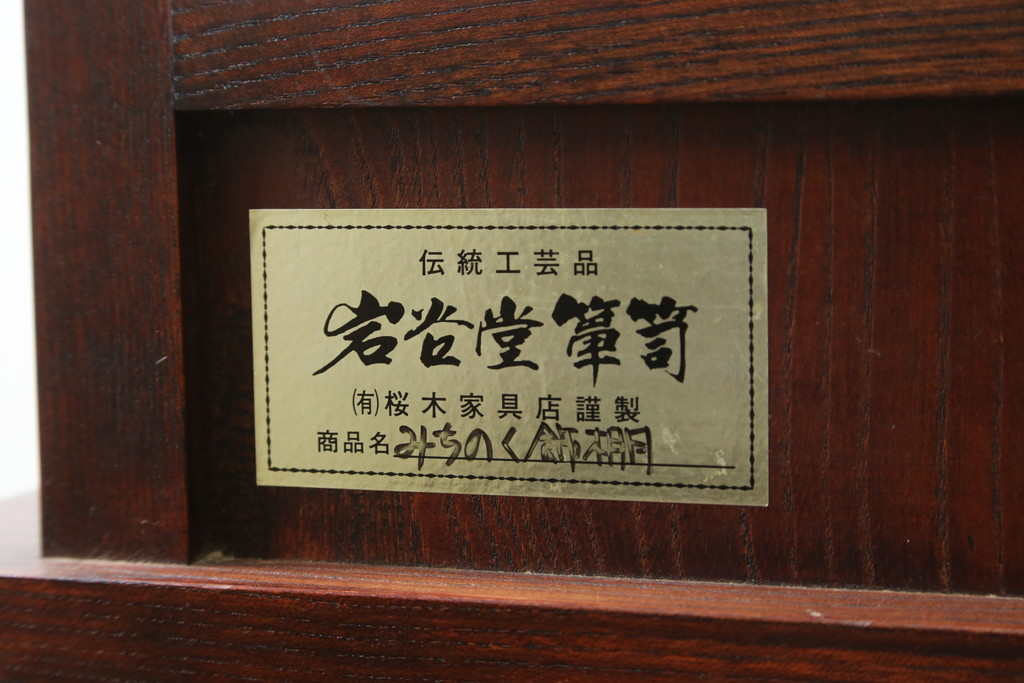 伝統工芸品
岩谷堂箪笥
(有)桜木家具店謹製
商品名みちのく飾棚